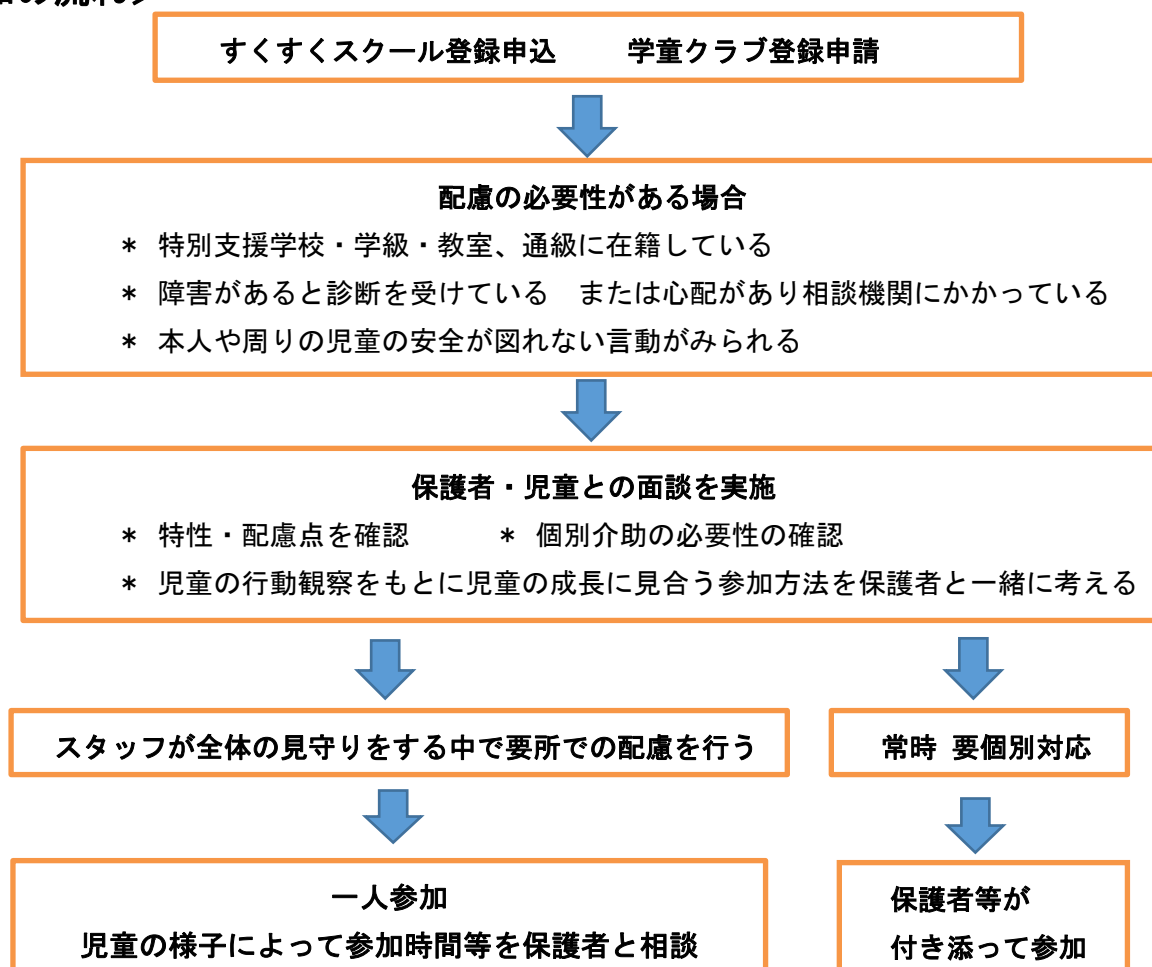 の流れ
すくすくスクール登録申込　　学童クラブ登録申請
配慮の必要性がある場合
* 特別支援学校・学級・教室、通級に在籍している
* 障害があると診断を受けている　または心配があり相談機関にかかっている
* 本人や周りの児童の安全が図れない言動がみられる
保護者・児童との面談を実施
* 特性・配慮点を確認　　* 個別介助の必要性の確認
* 児童の行動観察をもとに児童の成長に見合う参加方法を保護者と一緒に考える
スタッフが全体の見守りをする中で要所での配慮を行う
常時 要個別対応
一人参加
児童の様子によって参加時間等を保護者と相談
保護者等が
付き添って参加